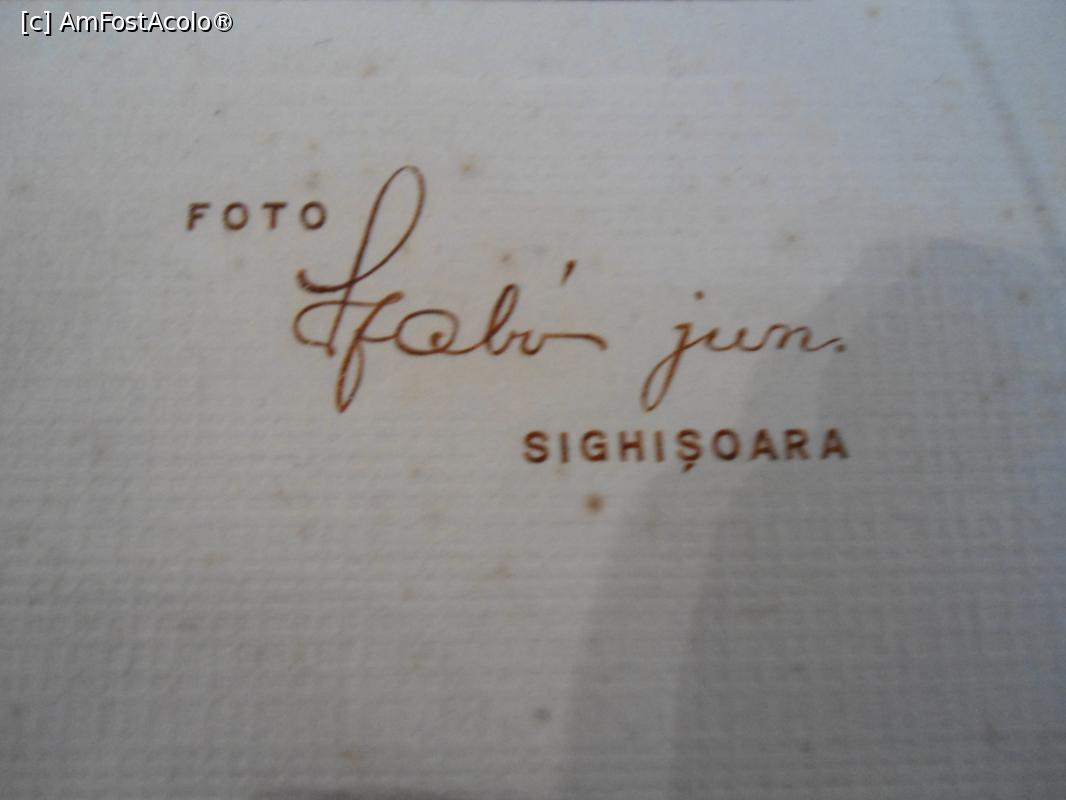 [c] AmFostAcolo®
FOTO
Szabó jun.
SIGHIȘOARA